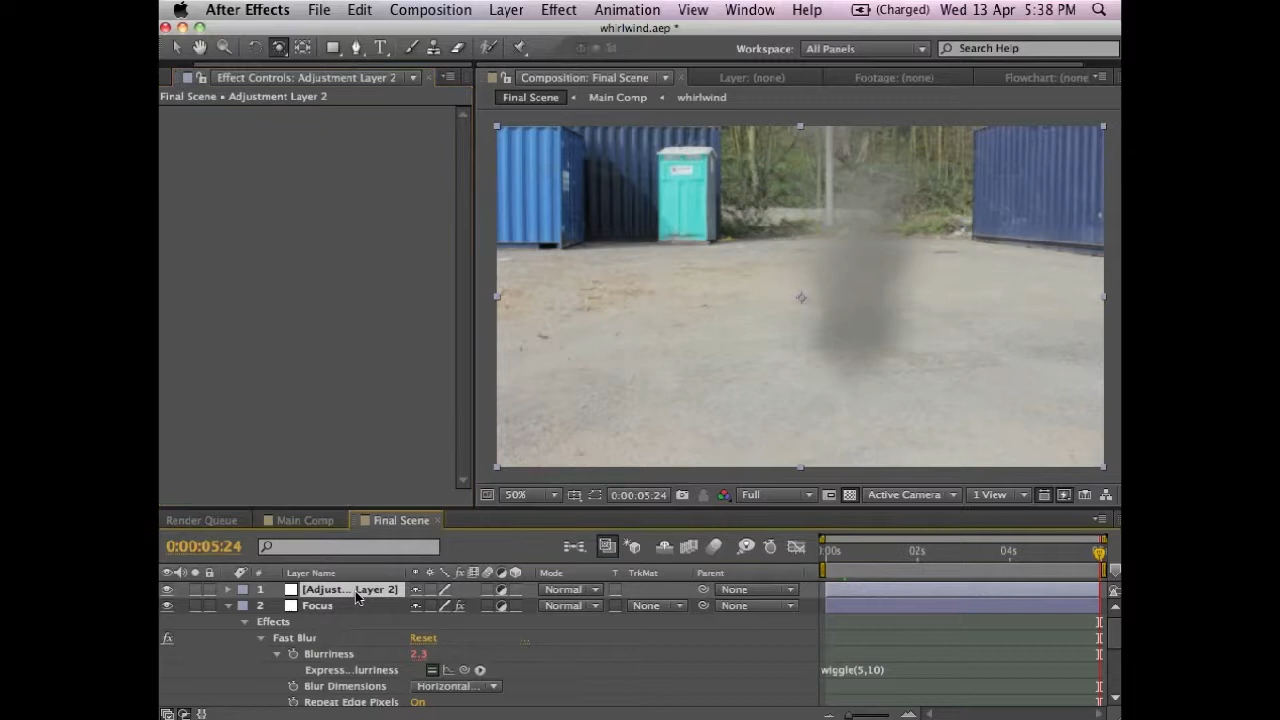 After Effects File Edit Composition Layer Effect Animation View Window Help (Charged) Wed 13 Apr 5:38 PM
whirlwind.aep *
Workspace: All Panels Search Help
Effect Controls: Adjustment Layer 2 Composition: Final Scene Layer: (none) Footage: (none) Flowchart: (none)
Final Scene • Adjustment Layer 2 Final Scene Main Comp whirlwind
50% 0:00:05:24 Full Active Camera 1 View
Render Queue Main Comp Final Scene
0:00:05:24 :00s 02s 04s
# Layer Name Mode T TrkMat Parent
1 [Adjust... Layer 2] Normal None
2 Focus Normal None None
Effects
Fast Blur Reset ...
Blurriness 2.3
Express...lurriness wiggle(5,10)
Blur Dimensions Horizontal...
Repeat Edge Pixels On